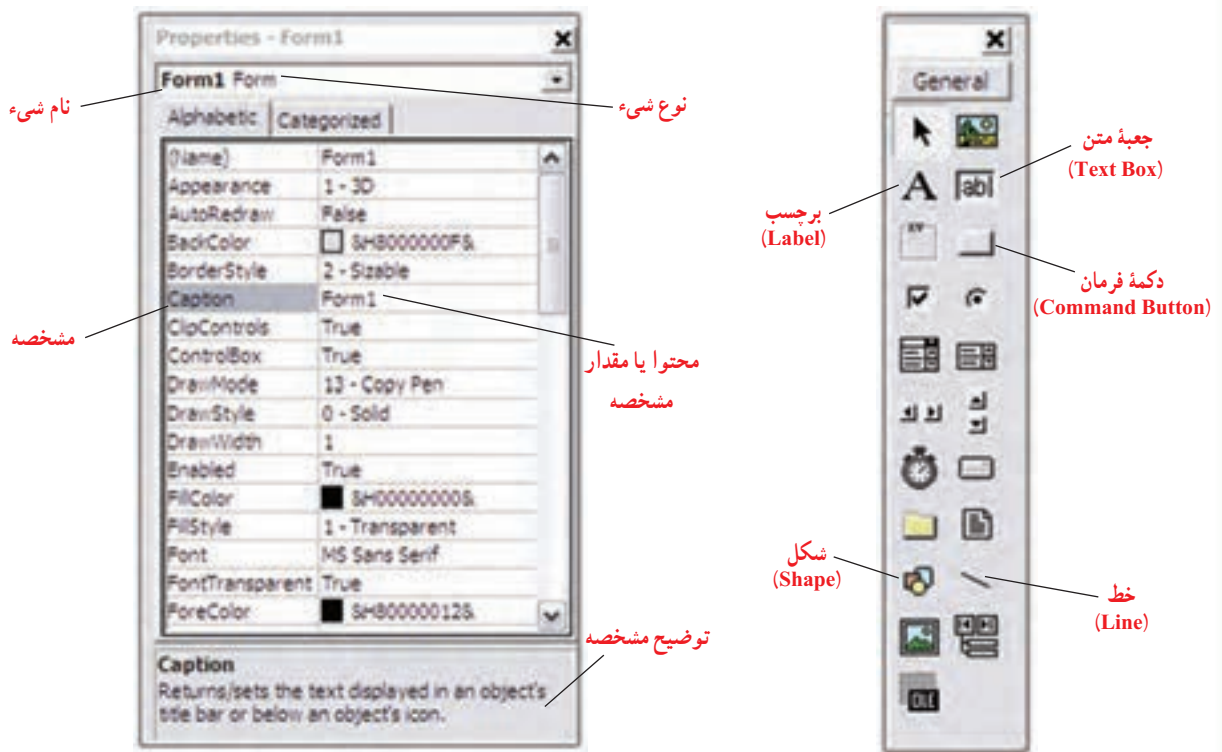 Properties - Form1
Form1 Form
Alphabetic Categorized
(Name) Form1
Appearance 1 - 3D
AutoRedraw False
BackColor &H8000000F&
BorderStyle 2 - Sizable
Caption Form1
ClipControls True
ControlBox True
DrawMode 13 - Copy Pen
DrawStyle 0 - Solid
DrawWidth 1
Enabled True
FillColor &H00000000&
FillStyle 1 - Transparent
Font MS Sans Serif
FontTransparent True
ForeColor &H80000012&
Caption
Returns/sets the text displayed in an object's
title bar or below an object's icon.
نام شیء
نوع شیء
مشخصه
محتوا یا مقدار
مشخصه
توضیح مشخصه
General
A
ab
XY
OLE
جعبهٔ متن
(Text Box)
برچسب
(Label)
دکمهٔ فرمان
(Command Button)
شکل
(Shape)
خط
(Line)